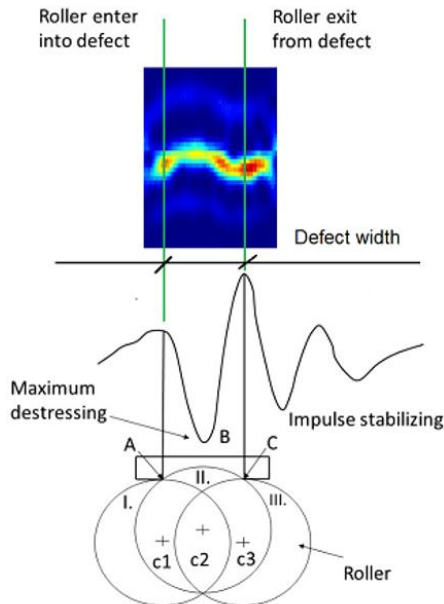 Roller enter
into defect
Roller exit
from defect
Defect width
Maximum
destressing
B
Impulse stabilizing
A
C
II.
I.
III.
c1
c2
c3
Roller